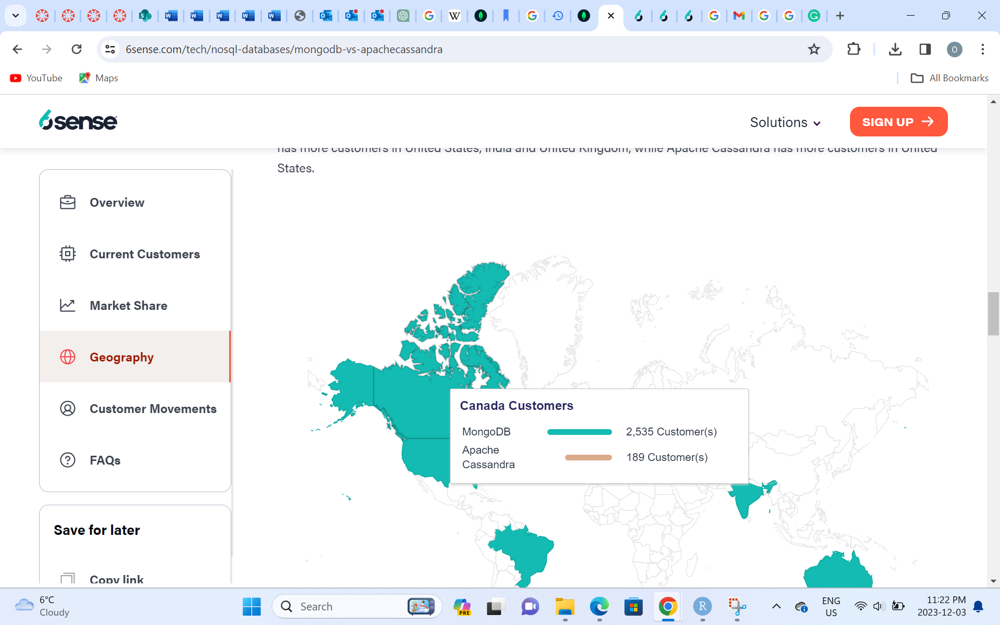 6sense.com/tech/nosql-databases/mongodb-vs-apachecassandra
O
YouTube
Maps
All Bookmarks
6sense
Solutions
SIGN UP
has more customers in United States, India and United Kingdom, while Apache Cassandra has more customers in United
States.
Overview
Current Customers
Market Share
Geography
Customer Movements
FAQs
Save for later
Copy link
Canada Customers
MongoDB
2,535 Customer(s)
Apache
Cassandra
189 Customer(s)
6°C
Cloudy
Search
PRE
R
ENG
US
11:22 PM
2023-12-03